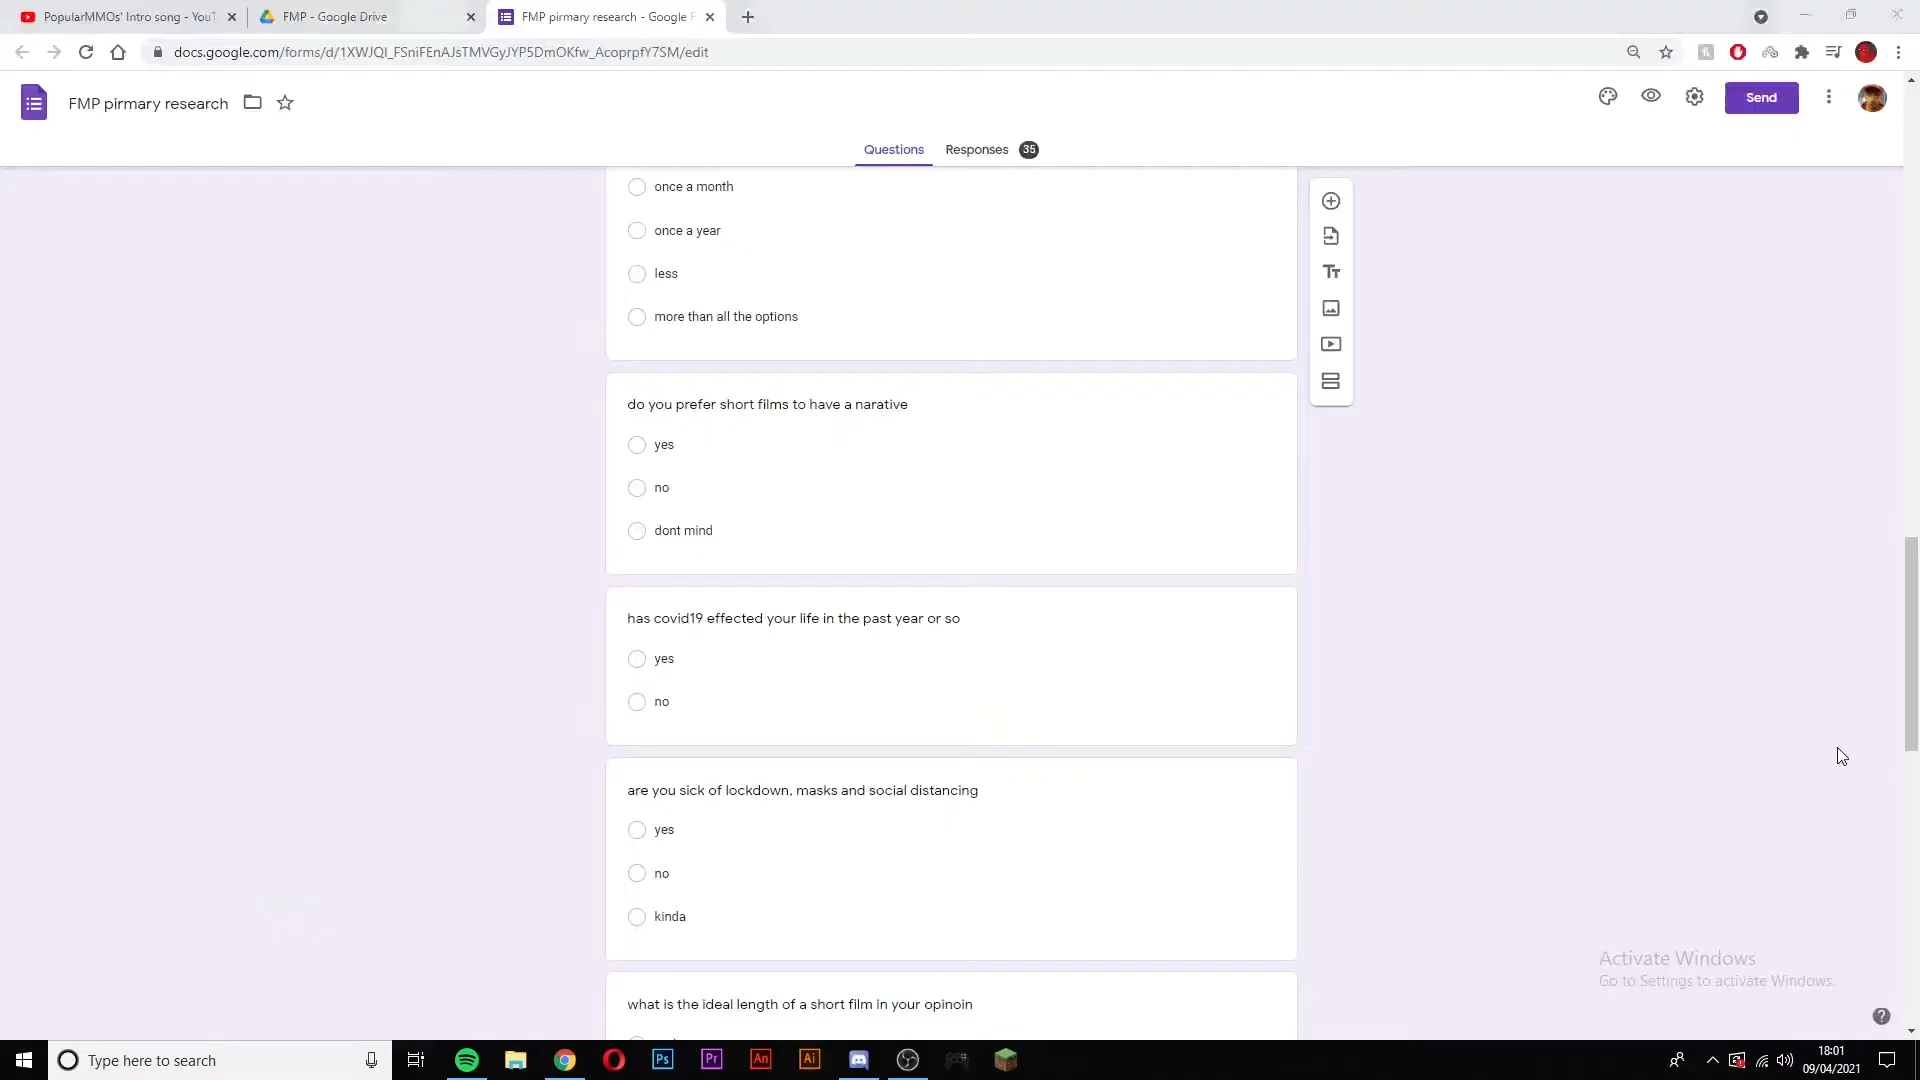 PopularMMOs' Intro song - YouT
FMP - Google Drive
FMP pirmary research - Google F
docs.google.com/forms/d/1XWJQI_FSniFEnAJsTMVGyJYP5DmOKfw_AcoprpfY7SM/edit
FMP pirmary research
Send
Questions
Responses 35
once a month
once a year
less
more than all the options
do you prefer short films to have a narative
yes
no
dont mind
has covid19 effected your life in the past year or so
yes
no
are you sick of lockdown, masks and social distancing
yes
no
kinda
what is the ideal length of a short film in your opinoin
Activate Windows
Go to Settings to activate Windows.
Type here to search
Ps
Pr
An
Ai
18:01
09/04/2021